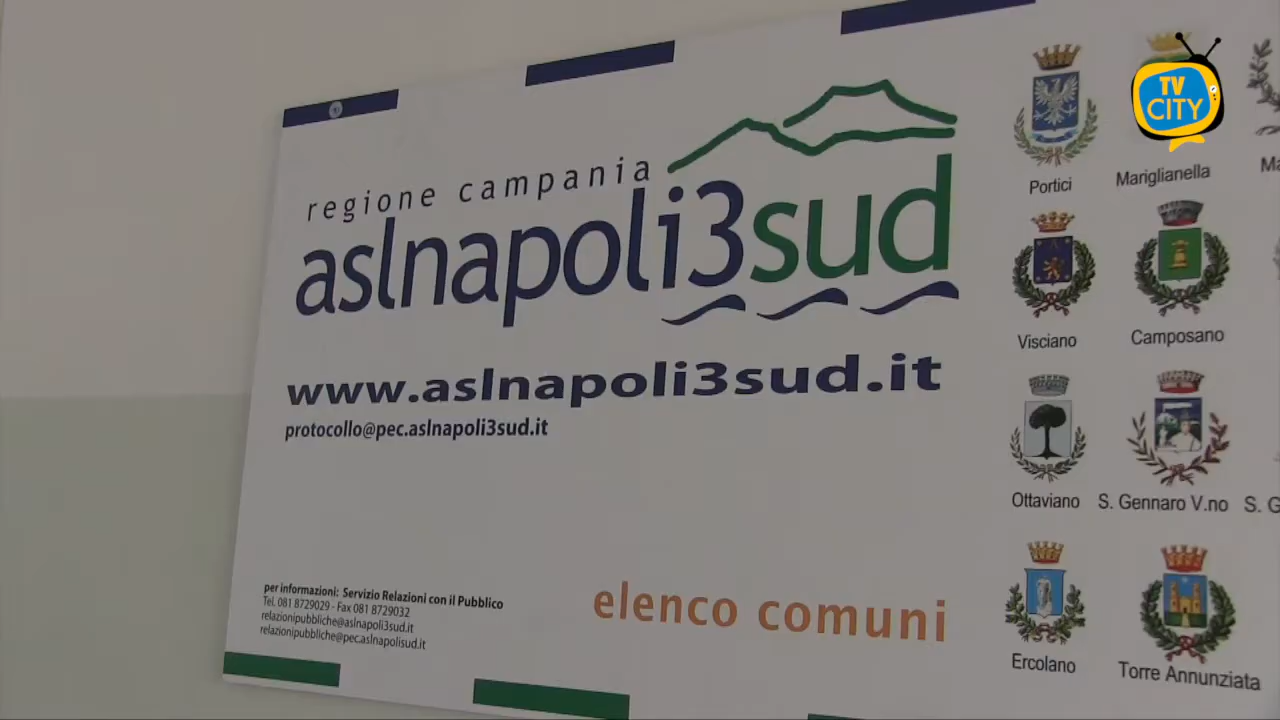 TV
CITY
regione campania
aslnapoli3sud
www.aslnapoli3sud.it
protocollo@pec.aslnapoli3sud.it
per informazioni: Servizio Relazioni con il Pubblico
Tel. 081 8729029 - Fax 081 8729032
relazionipubbliche@aslnapoli3sud.it
relazionipubbliche@pec.aslnapolisud.it
elenco comuni
Portici
Mariglianella
Visciano
Camposano
Ottaviano
S. Gennaro V.no
Ercolano
Torre Annunziata